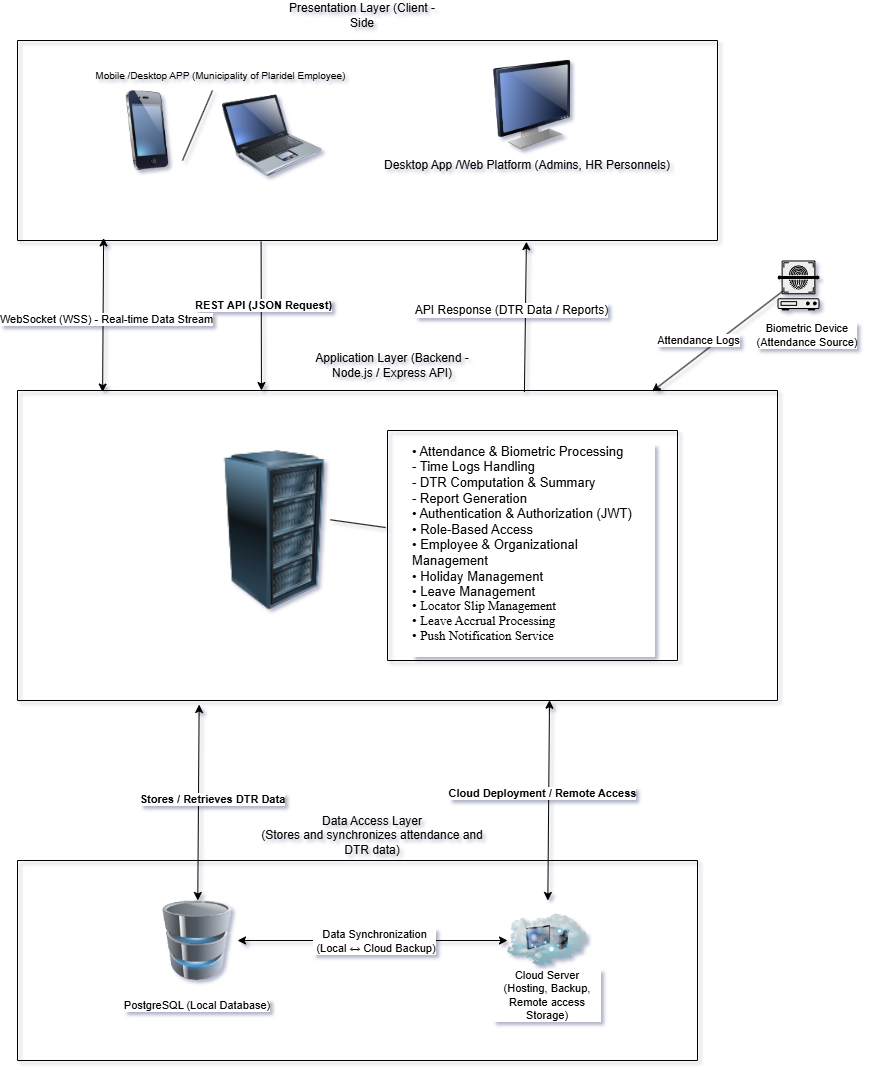 Presentation Layer (Client -
Side
Mobile /Desktop APP (Municipality of Plaridel Employee)
Desktop App /Web Platform (Admins, HR Personnels)
REST API (JSON Request)
WebSocket (WSS) - Real-time Data Stream
API Response (DTR Data / Reports)
Biometric Device
(Attendance Source)
Attendance Logs
Application Layer (Backend -
Node.js / Express API)
• Attendance & Biometric Processing
- Time Logs Handling
- DTR Computation & Summary
- Report Generation
• Authentication & Authorization (JWT)
• Role-Based Access
• Employee & Organizational
Management
• Holiday Management
• Leave Management
• Locator Slip Management
• Leave Accrual Processing
• Push Notification Service
Stores / Retrieves DTR Data
Cloud Deployment / Remote Access
Data Access Layer
(Stores and synchronizes attendance and
DTR data)
Data Synchronization
(Local ↔ Cloud Backup)
PostgreSQL (Local Database)
Cloud Server
(Hosting, Backup,
Remote access
Storage)